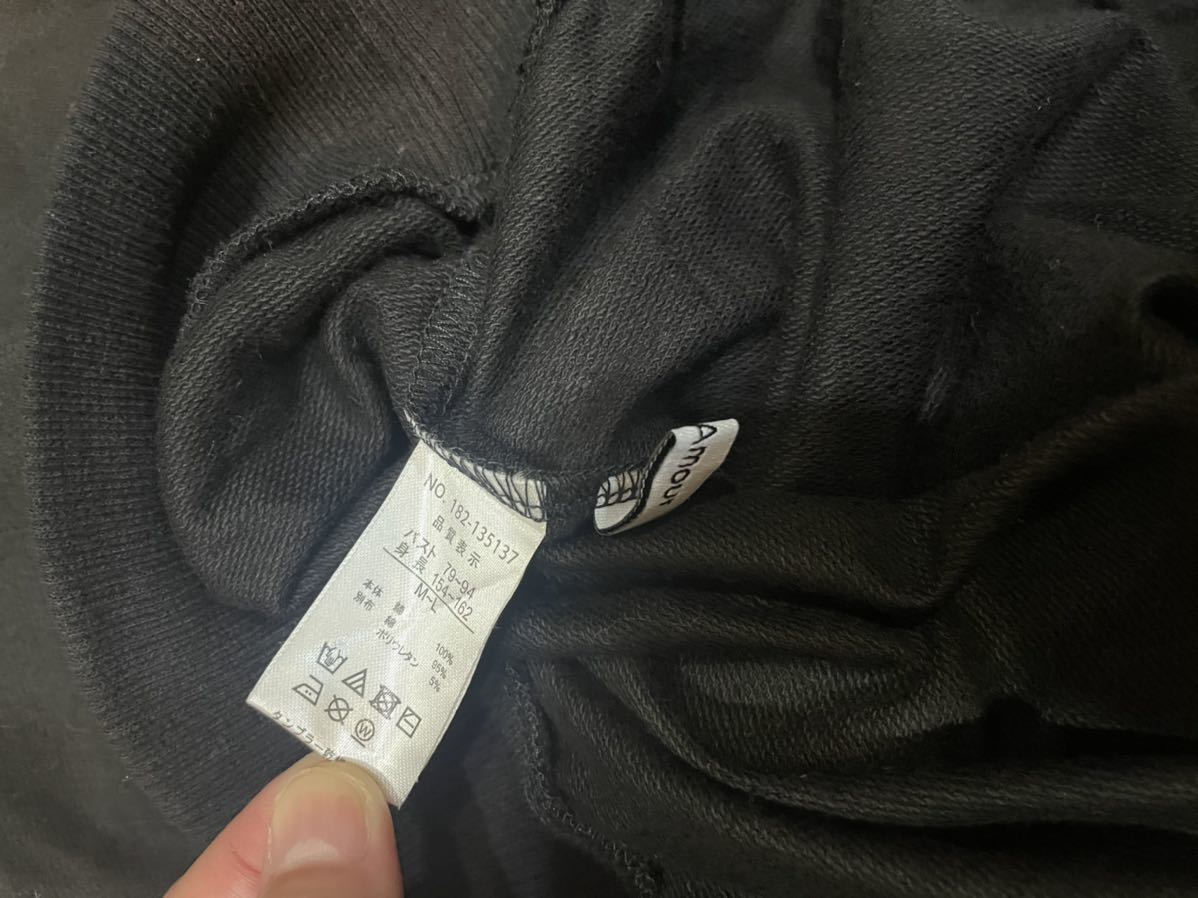 NO. 182-135137
品質表示
バスト 79~94
身長 154~162
M~L
本体 綿 100%
別布 綿 95%
ポリウレタン 5%
W
タンブラー乾燥
Amour